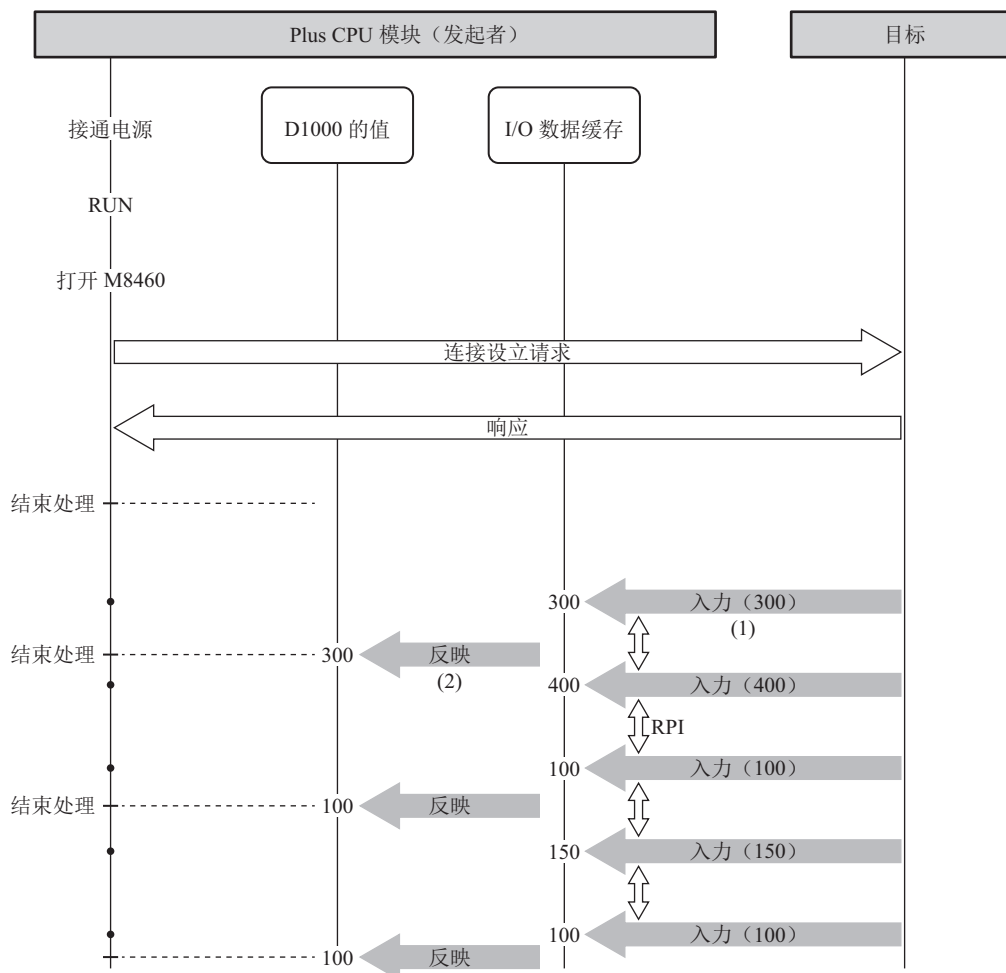 Plus CPU 模块（发起者）
目标
接通电源
D1000 的值
I/O 数据缓存
RUN
打开 M8460
连接设立请求
响应
结束处理
300
入力（300）
(1)
结束处理
300
反映
(2)
400
入力（400）
RPI
100
入力（100）
结束处理
100
反映
150
入力（150）
100
入力（100）
100
反映